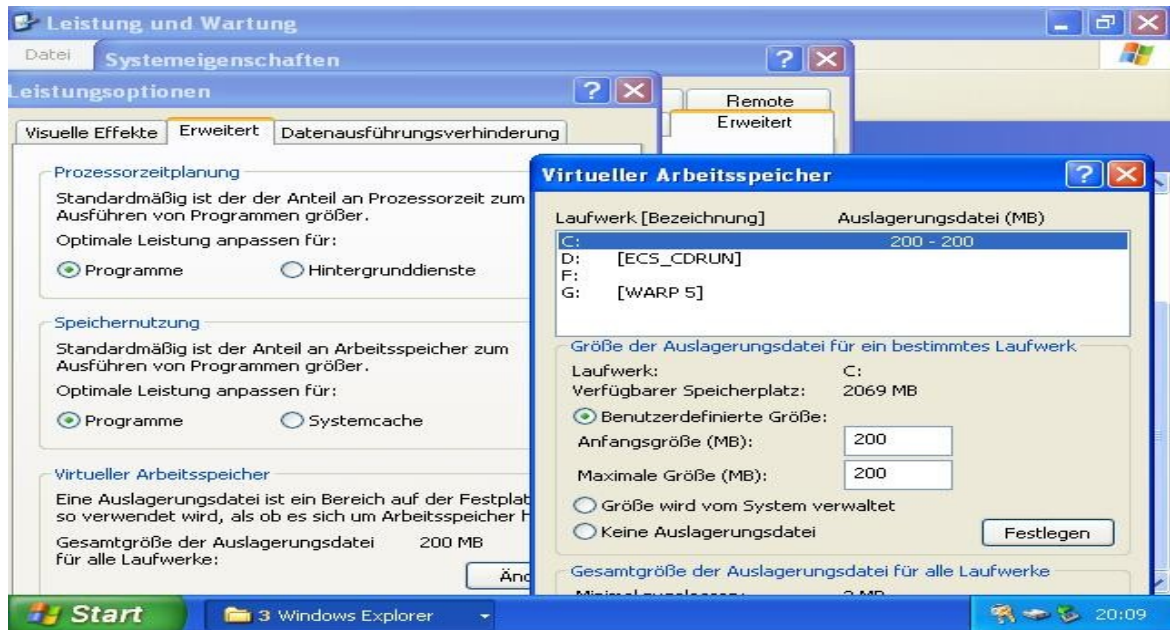 Leistung und Wartung
Datei
Systemeigenschaften
Leistungsoptionen
Remote
Visuelle Effekte Erweitert Datenausführungsverhinderung
Erweitert
Prozessorzeitplanung
Standardmäßig ist der der Anteil an Prozessorzeit zum
Ausführen von Programmen größer.
Optimale Leistung anpassen für:
Programme Hintergrunddienste
Speichernutzung
Standardmäßig ist der Anteil an Arbeitsspeicher zum
Ausführen von Programmen größer.
Optimale Leistung anpassen für:
Programme Systemcache
Virtueller Arbeitsspeicher
Eine Auslagerungsdatei ist ein Bereich auf der Festplat
so verwendet wird, als ob es sich um Arbeitsspeicher h
Gesamtgröße der Auslagerungsdatei 200 MB
für alle Laufwerke:
Änd
Virtueller Arbeitsspeicher
Laufwerk [Bezeichnung] Auslagerungsdatei (MB)
C: 200 - 200
D: [ECS_CDRUN]
F:
G: [WARP 5]
Größe der Auslagerungsdatei für ein bestimmtes Laufwerk
Laufwerk: C:
Verfügbarer Speicherplatz: 2069 MB
Benutzerdefinierte Größe:
Anfangsgröße (MB): 200
Maximale Größe (MB): 200
Größe wird vom System verwaltet
Keine Auslagerungsdatei Festlegen
Gesamtgröße der Auslagerungsdatei für alle Laufwerke
Start 3 Windows Explorer 20:09